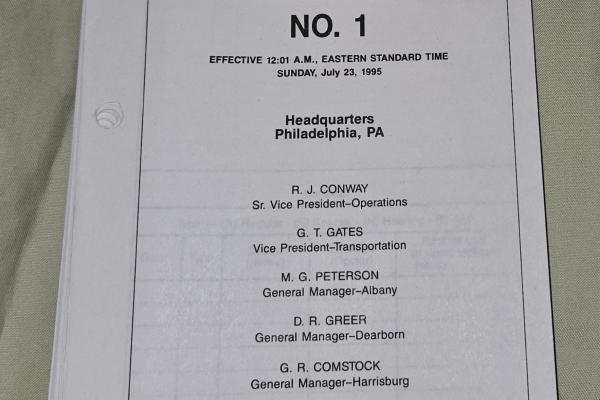 NO. 1
EFFECTIVE 12:01 A.M., EASTERN STANDARD TIME
SUNDAY, July 23, 1995
Headquarters
Philadelphia, PA
R. J. CONWAY
Sr. Vice President–Operations
G. T. GATES
Vice President–Transportation
M. G. PETERSON
General Manager–Albany
D. R. GREER
General Manager–Dearborn
G. R. COMSTOCK
General Manager–Harrisburg